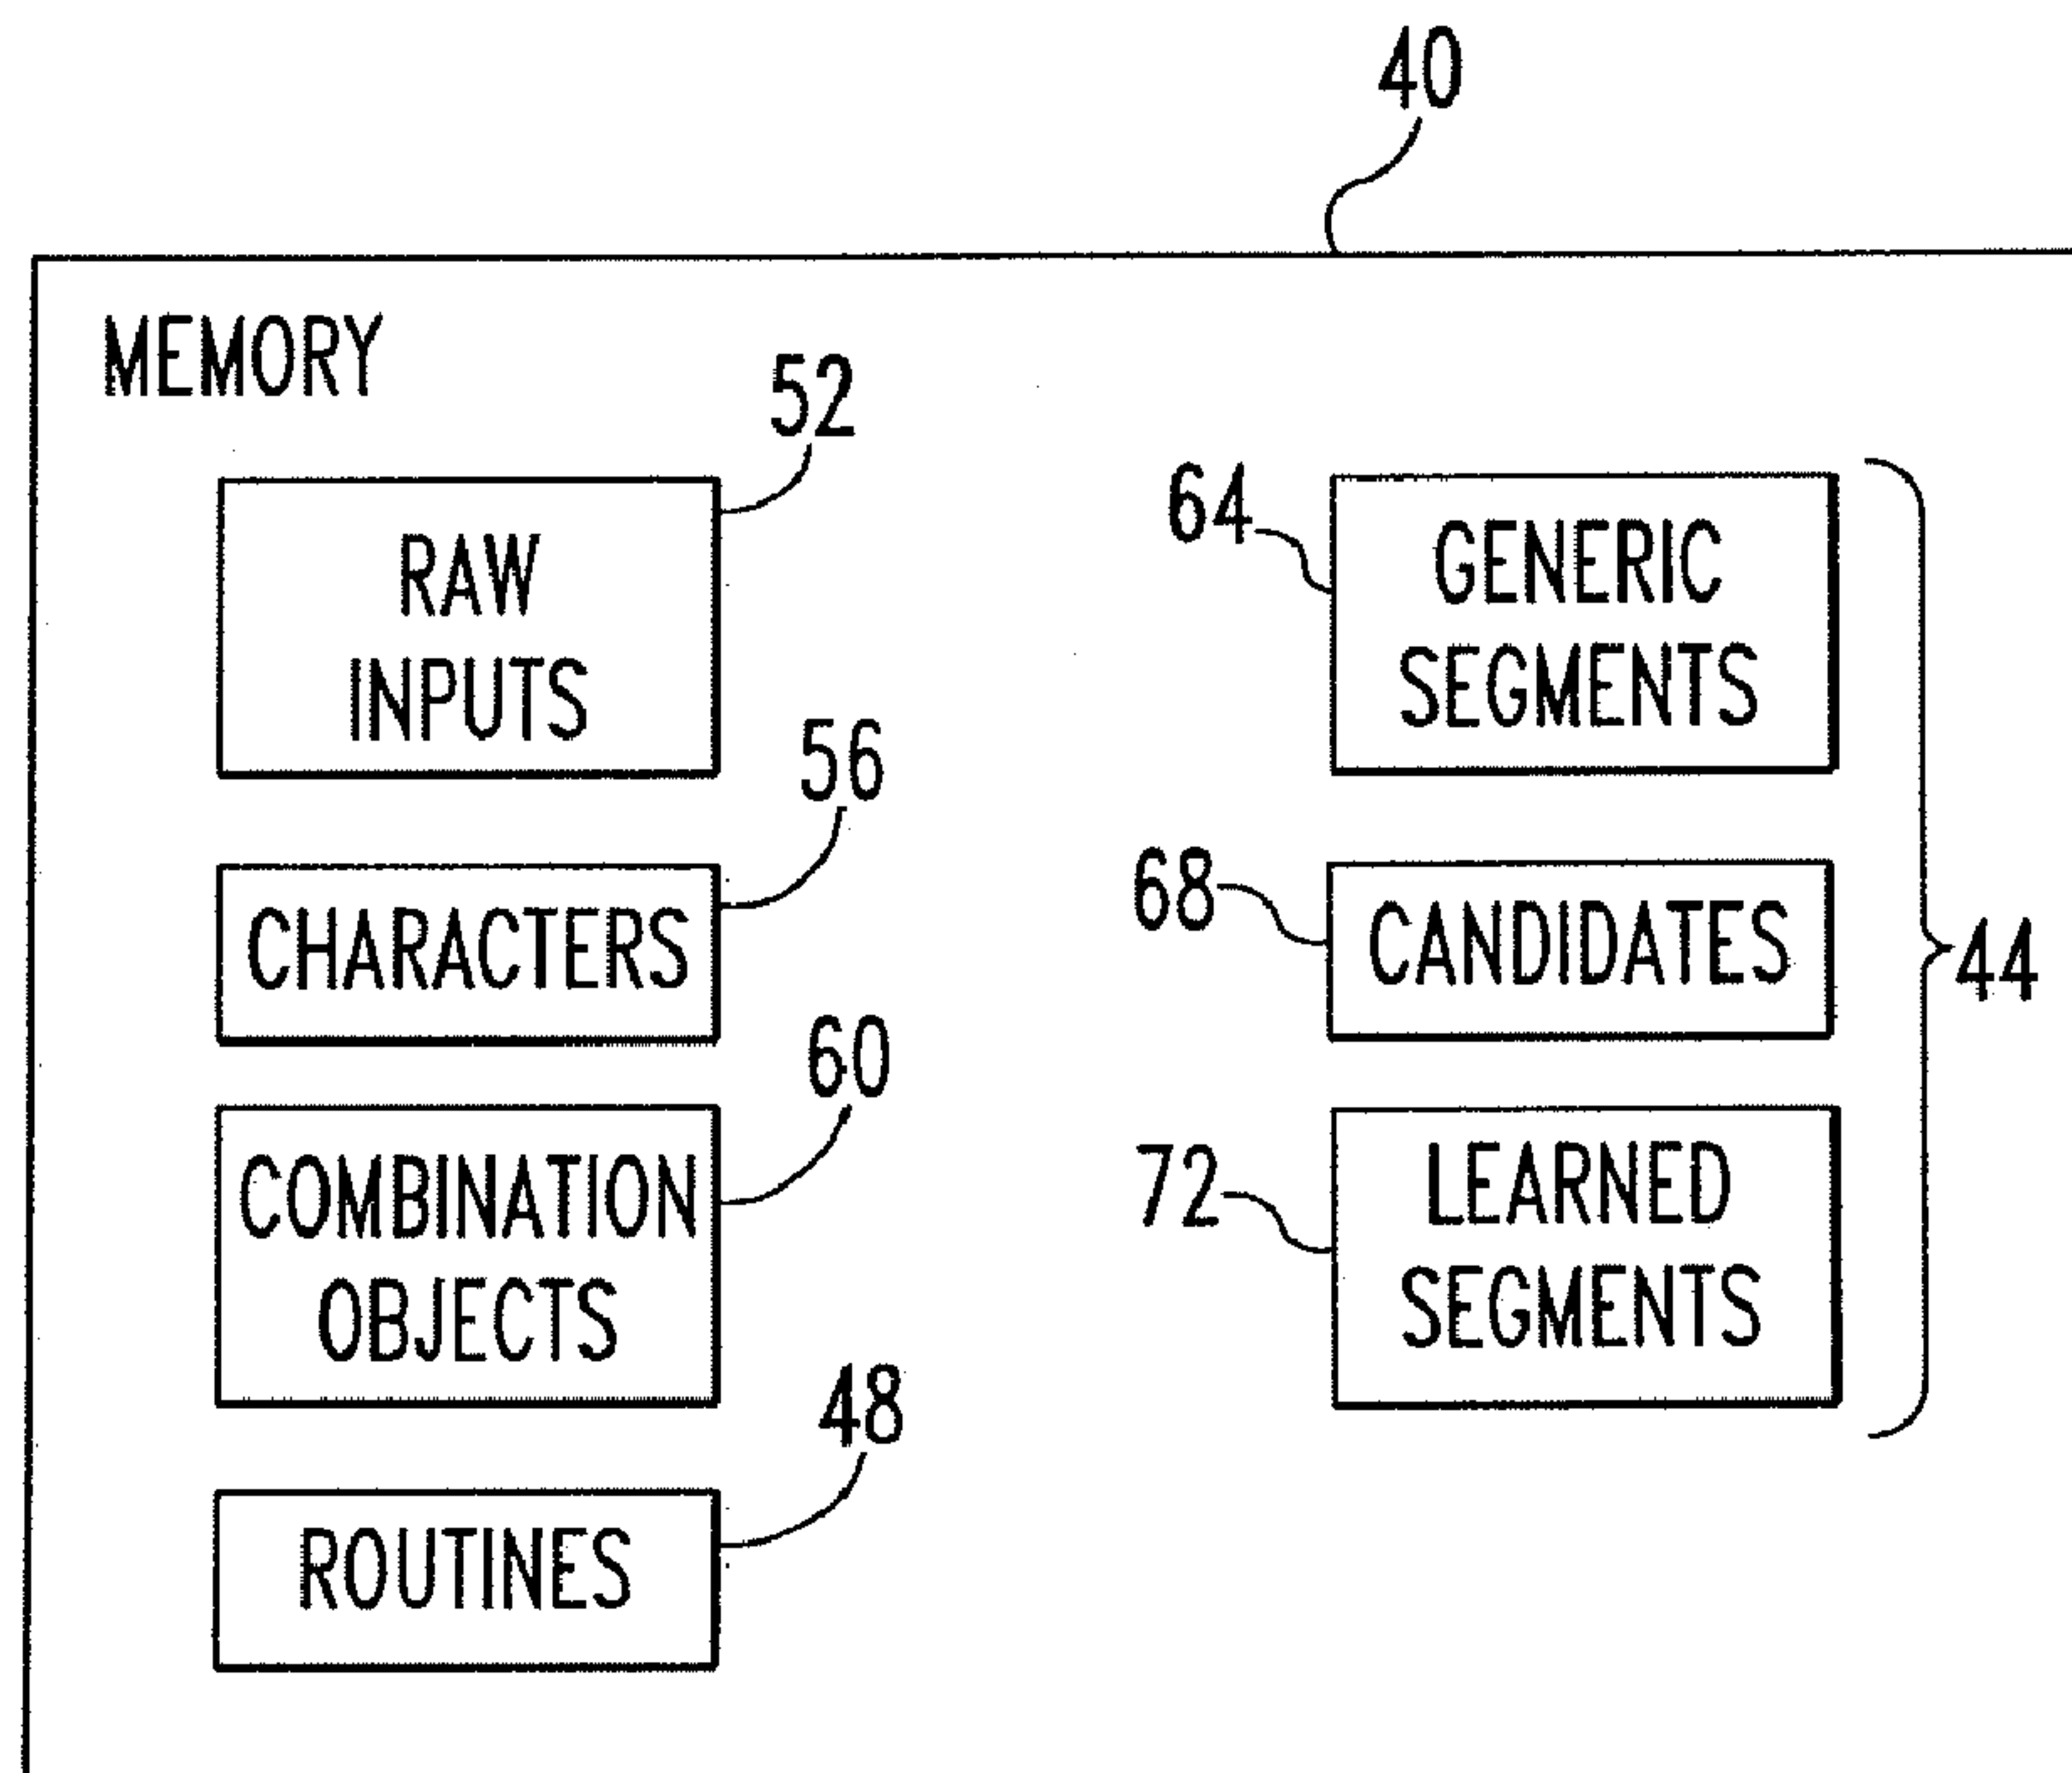 40
MEMORY
52
RAW
INPUTS
56
CHARACTERS
60
COMBINATION
OBJECTS
48
ROUTINES
64
GENERIC
SEGMENTS
68
CANDIDATES
44
72
LEARNED
SEGMENTS